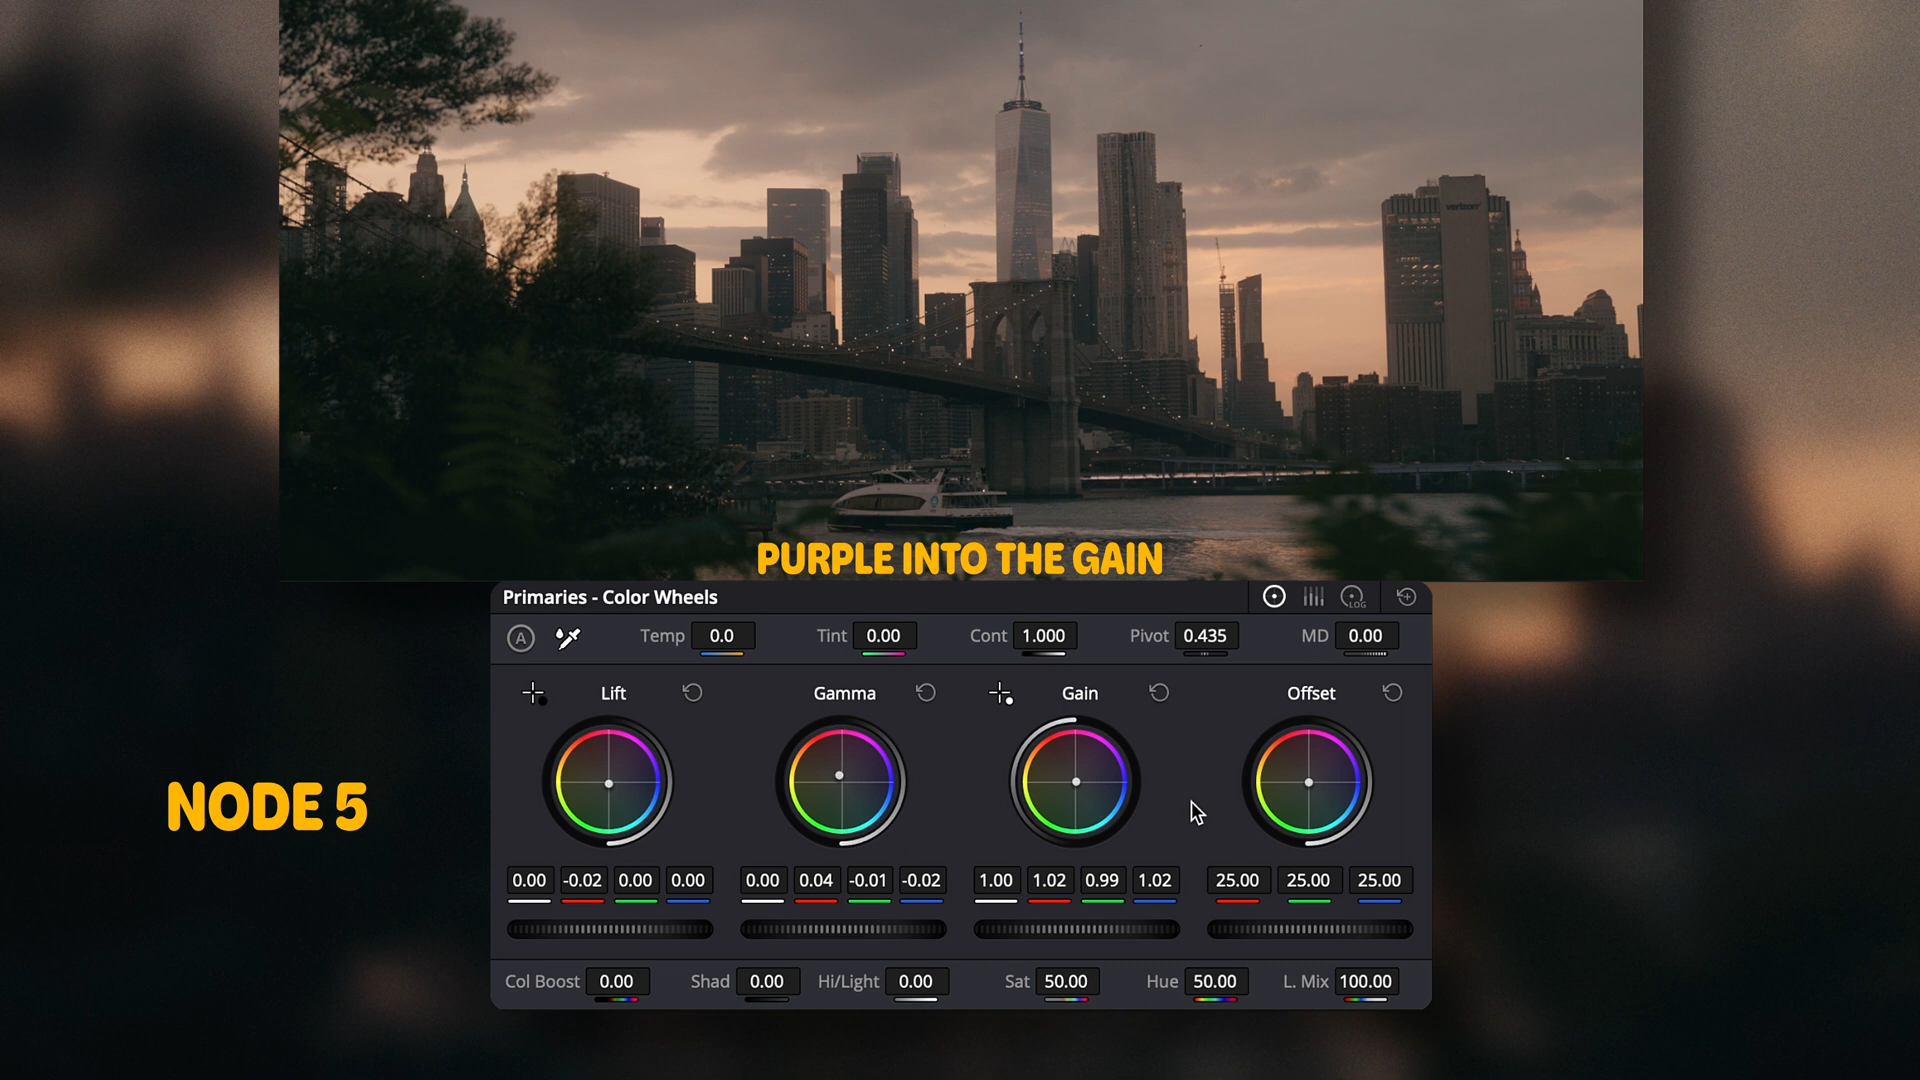 verizon
PURPLE INTO THE GAIN
Primaries - Color Wheels
LOG
A
Temp 0.0 Tint 0.00 Cont 1.000 Pivot 0.435 MD 0.00
Lift Gamma Gain Offset
NODE 5
0.00 -0.02 0.00 0.00 0.00 0.04 -0.01 -0.02 1.00 1.02 0.99 1.02 25.00 25.00 25.00
Col Boost 0.00 Shad 0.00 Hi/Light 0.00 Sat 50.00 Hue 50.00 L. Mix 100.00